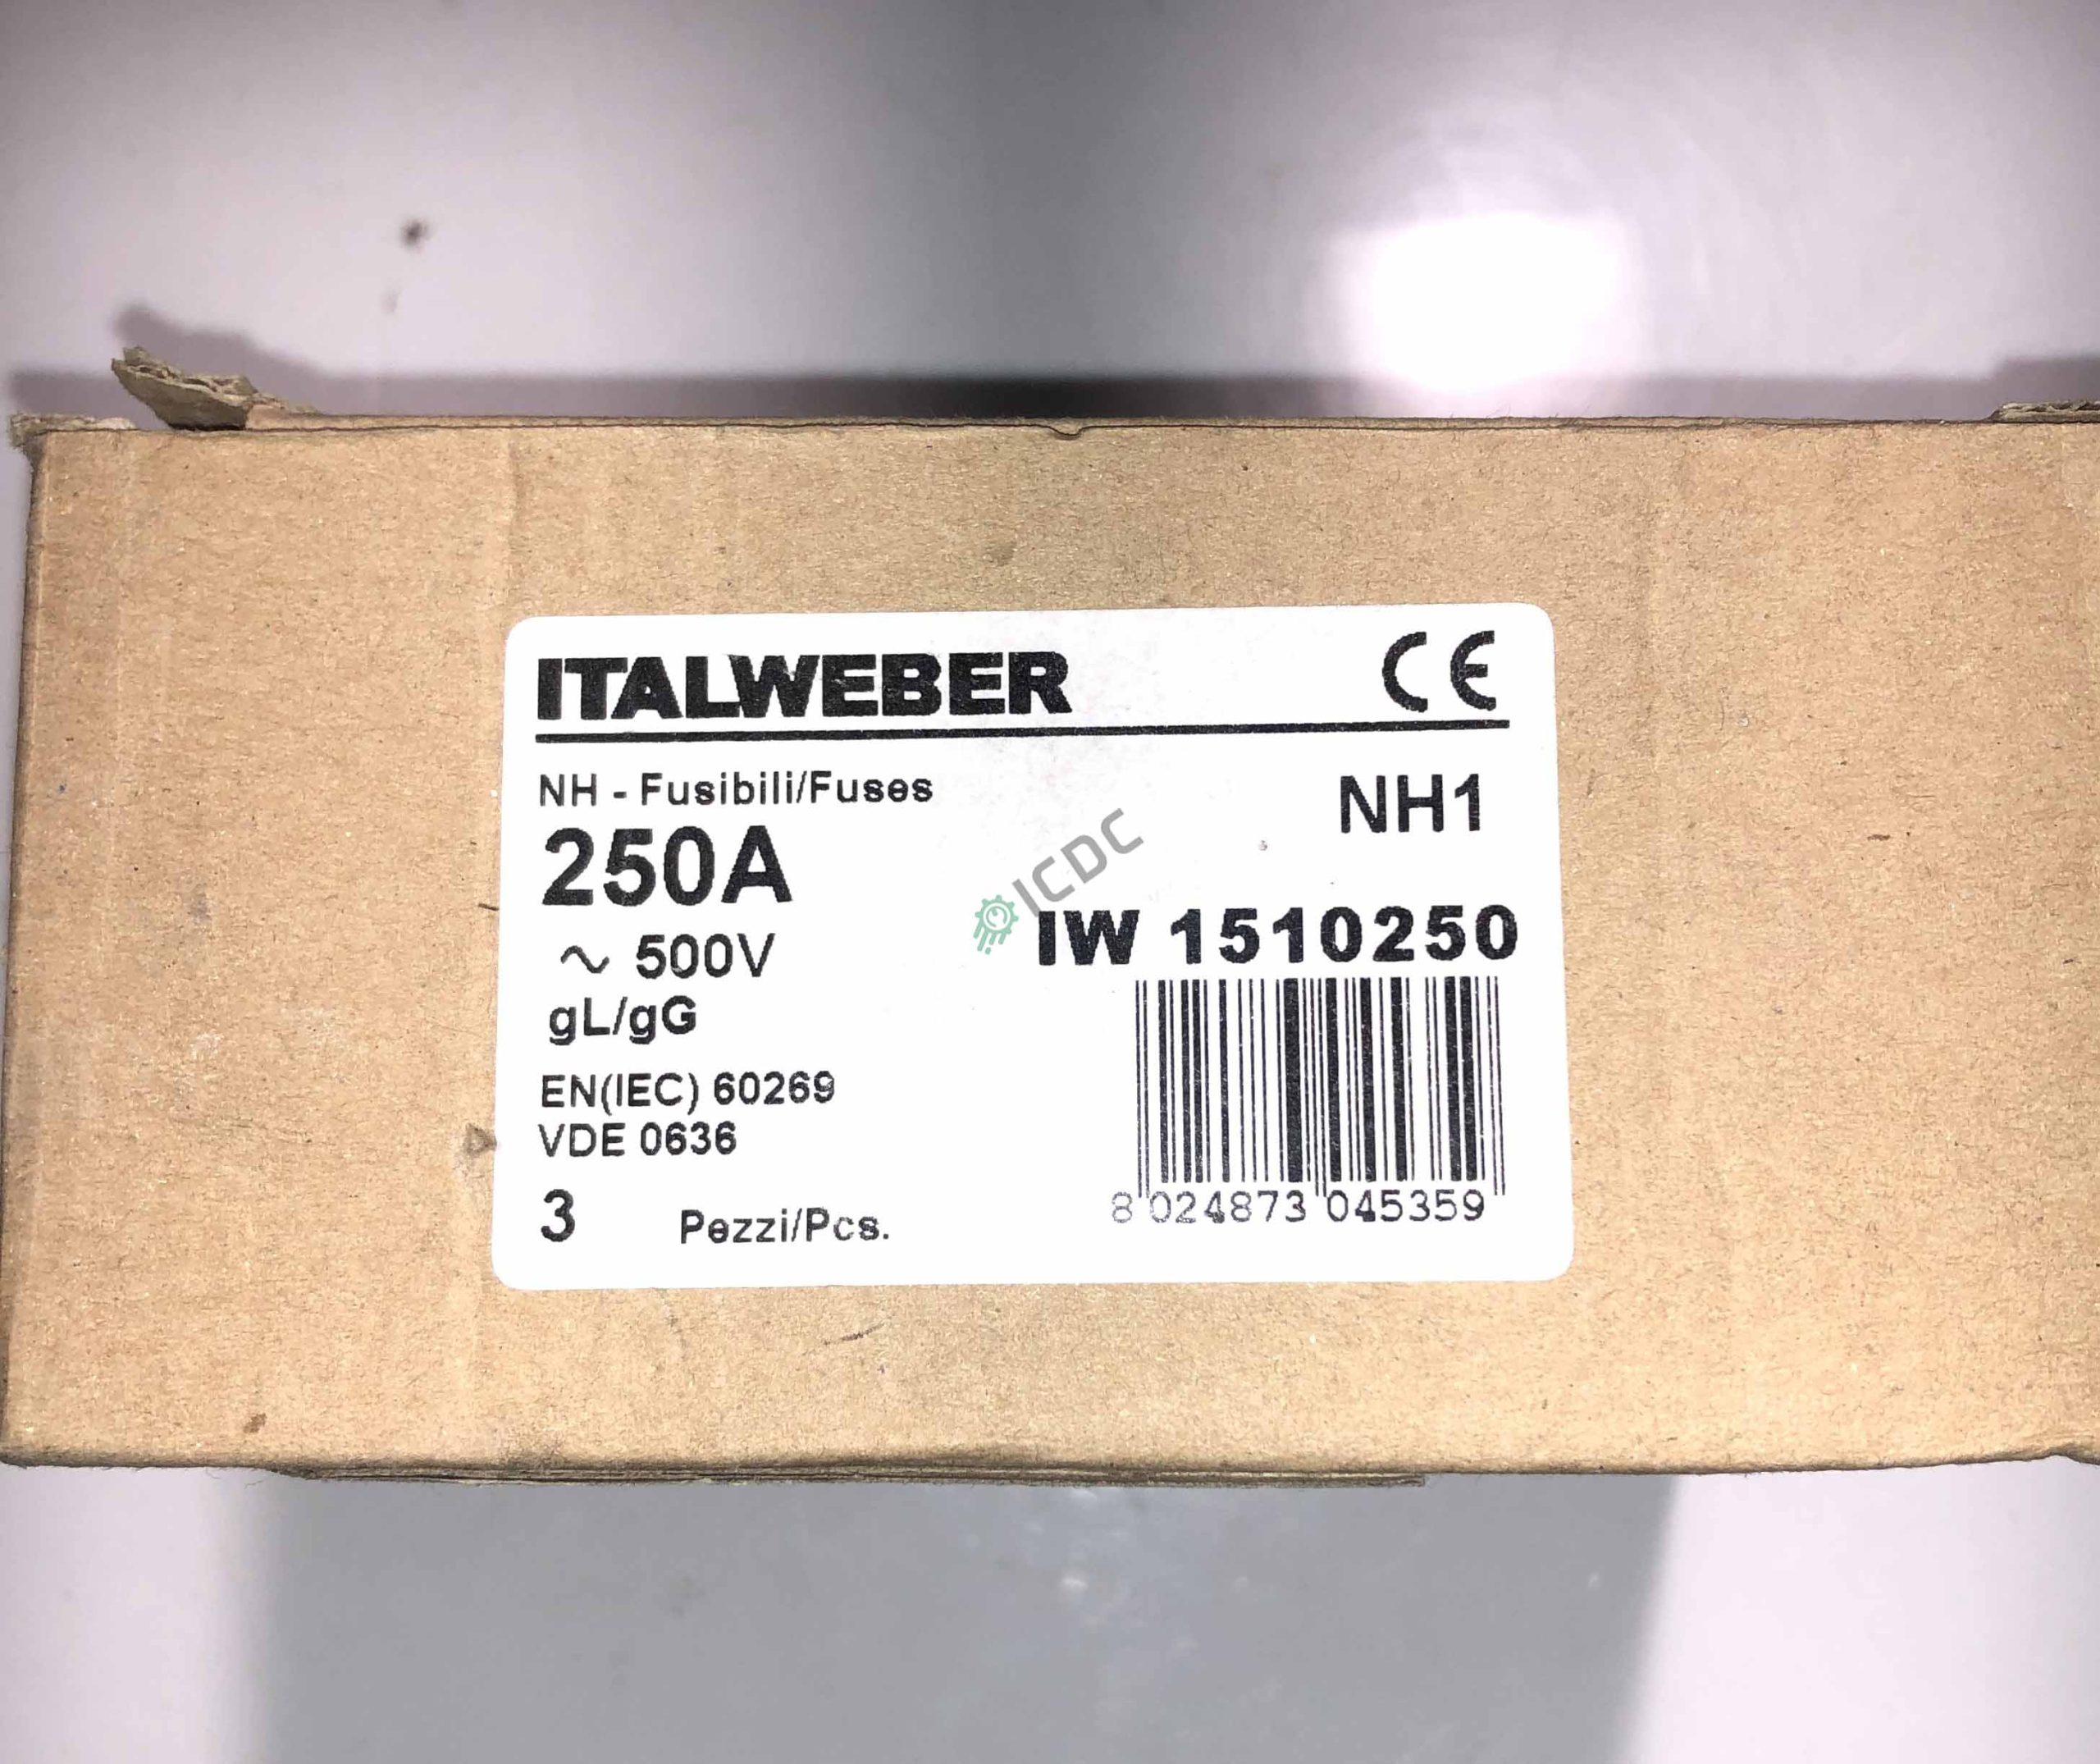 ITALWEBER CE
NH - Fusibili/Fuses
NH1
250A
ICDC
IW 1510250
~ 500V
gL/gG
EN(IEC) 60269
VDE 0636
8 024873 045359
3 Pezzi/Pcs.